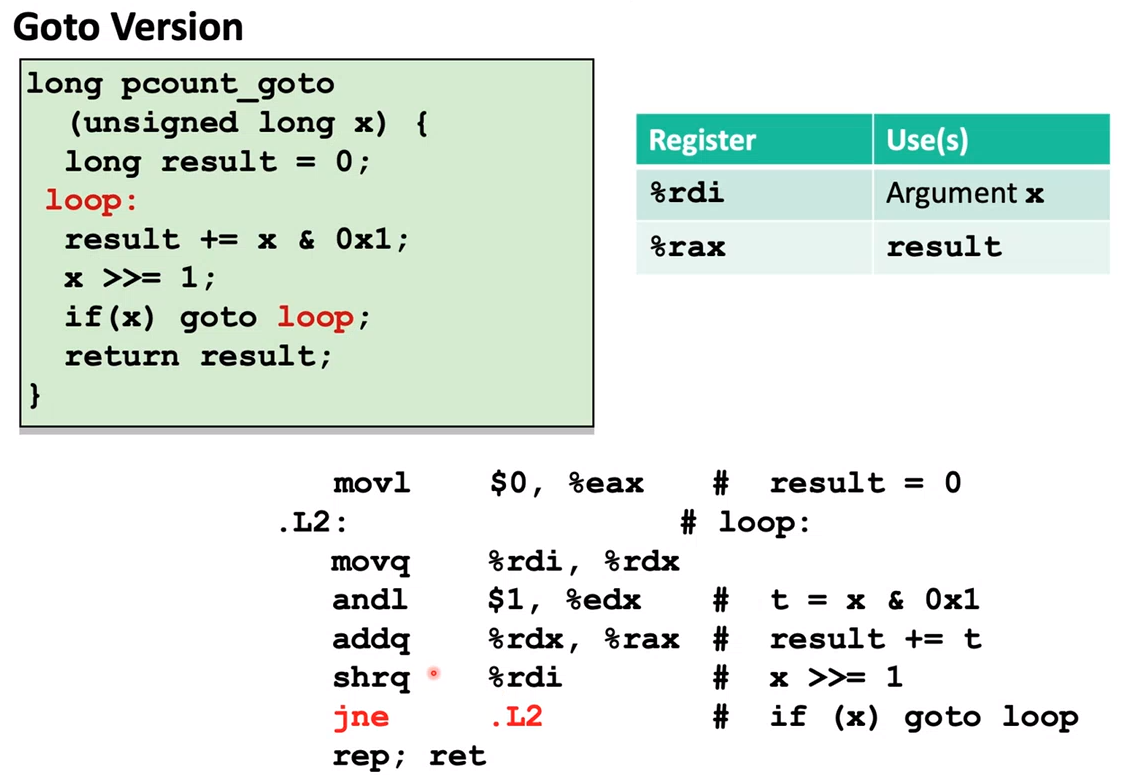 Goto Version
long pcount_goto
(unsigned long x) {
long result = 0;
loop:
result += x & 0x1;
x >>= 1;
if(x) goto loop;
return result;
}
Register Use(s)
%rdi Argument x
%rax result
movl $0, %eax # result = 0
.L2: # loop:
movq %rdi, %rdx
andl $1, %edx # t = x & 0x1
addq %rdx, %rax # result += t
shrq %rdi # x >>= 1
jne .L2 # if (x) goto loop
rep; ret